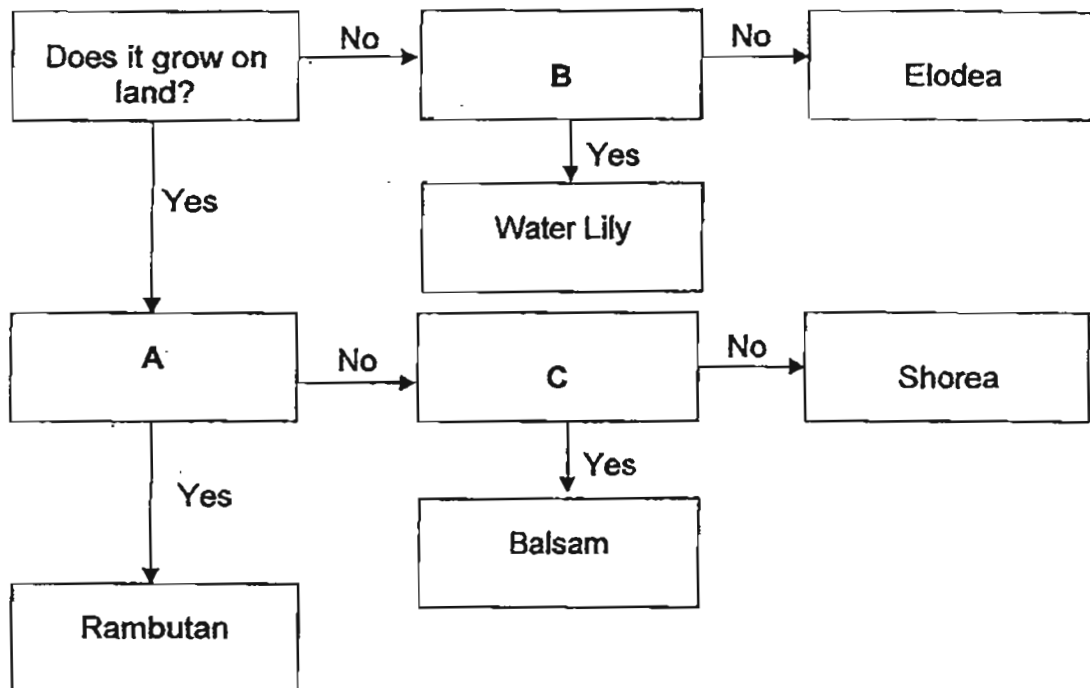 Does it grow on
land?
No
B
No
Elodea
Yes
Yes
Water Lily
A
No
C
No
Shorea
Yes
Yes
Balsam
Rambutan